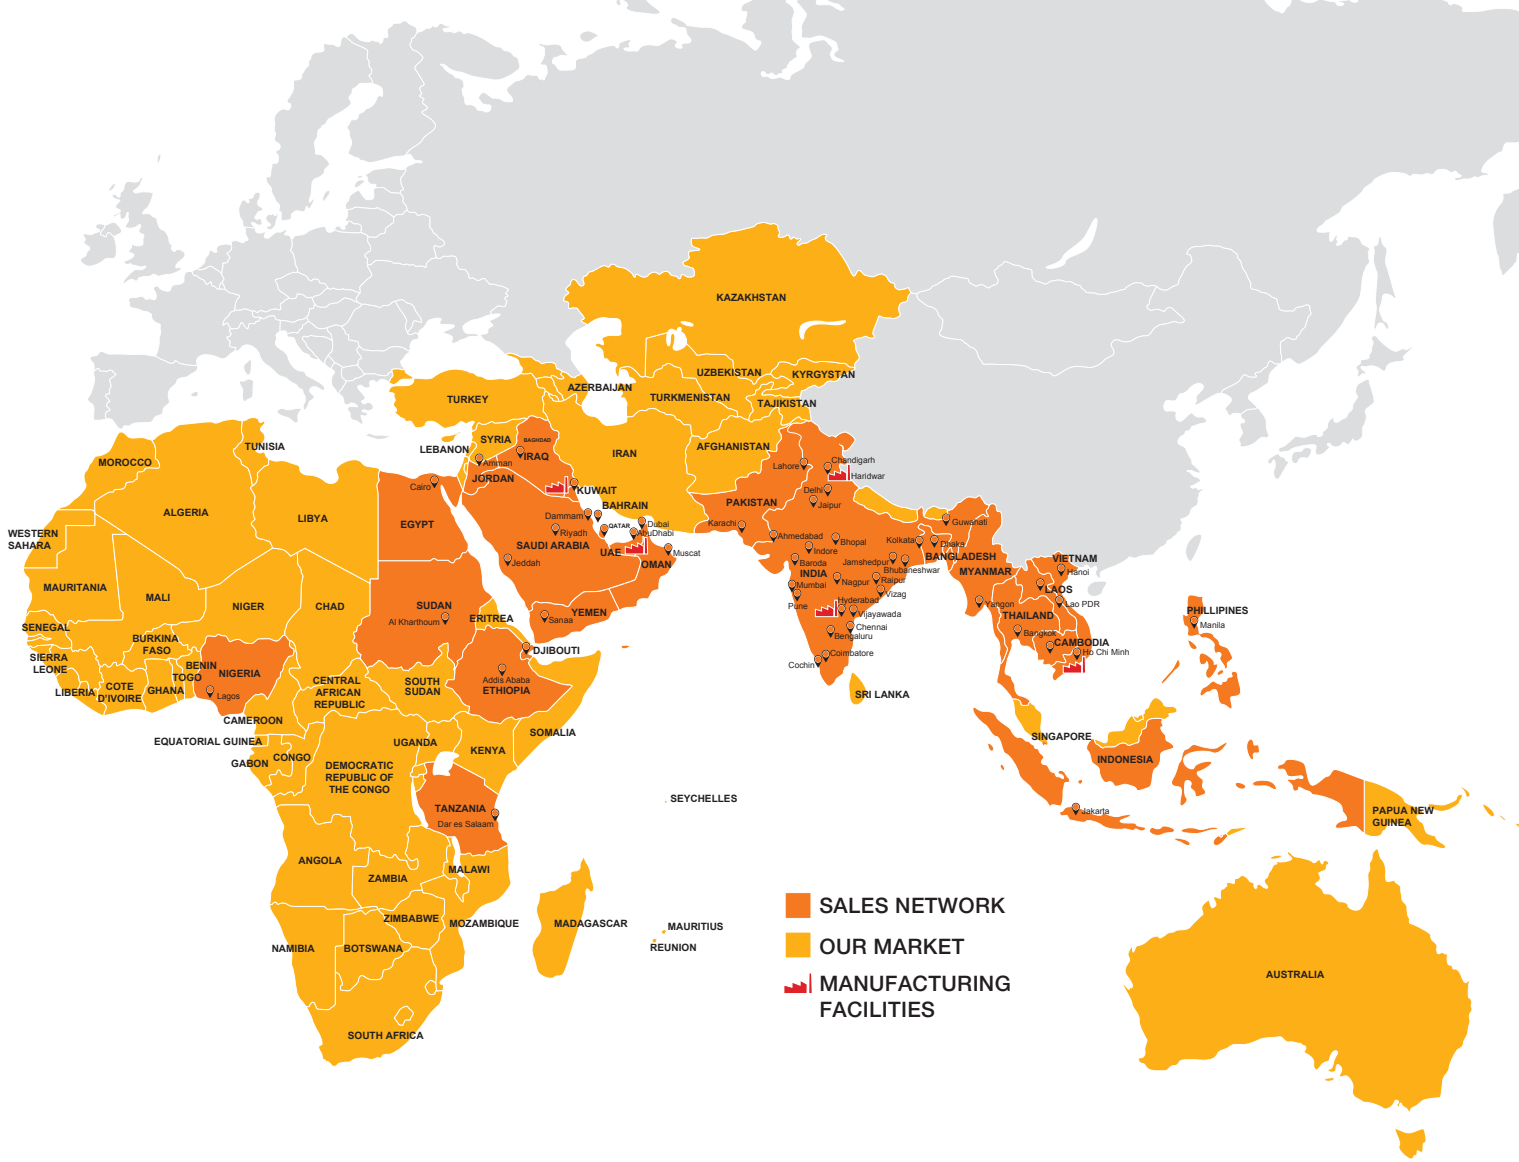 KAZAKHSTAN
UZBEKISTAN
KYRGYSTAN
AZERBAIJAN
TURKMENISTAN
TAJIKISTAN
TURKEY
AFGHANISTAN
IRAN
SYRIA
BAGHDAD
IRAQ
LEBANON
Amman
JORDAN
KUWAIT
BAHRAIN
QATAR
Dammam
Riyadh
SAUDI ARABIA
Jeddah
UAE
Dubai
AbuDhabi
OMAN
Muscat
YEMEN
Sanaa
TUNISIA
MOROCCO
ALGERIA
LIBYA
Cairo
EGYPT
WESTERN
SAHARA
MAURITANIA
MALI
NIGER
CHAD
SUDAN
Al Kharthoum
ERITREA
DJIBOUTI
Addis Ababa
ETHIOPIA
SENEGAL
SIERRA
LEONE
LIBERIA
COTE
D'IVOIRE
BURKINA
FASO
GHANA
BENIN
TOGO
NIGERIA
Lagos
CENTRAL
AFRICAN
REPUBLIC
SOUTH
SUDAN
CAMEROON
EQUATORIAL GUINEA
GABON
CONGO
DEMOCRATIC
REPUBLIC OF
THE CONGO
UGANDA
KENYA
SOMALIA
TANZANIA
Dar es Salaam
SEYCHELLES
ANGOLA
ZAMBIA
MALAWI
ZIMBABWE
MOZAMBIQUE
MADAGASCAR
MAURITIUS
REUNION
NAMIBIA
BOTSWANA
SOUTH AFRICA
Lahore
Chandigarh
Haridwar
Delhi
Jaipur
PAKISTAN
Karachi
Ahmedabad
Bhopal
Indore
Baroda
Kolkata
Guwahati
Dhaka
BANGLADESH
Jamshedpur
Bhubaneshwar
INDIA
Mumbai
Nagpur
Raipur
Vizag
Pune
Hyderabad
Vijayawada
Chennai
Bengaluru
Coimbatore
Cochin
SRI LANKA
MYANMAR
Yangon
VIETNAM
Hanoi
LAOS
Lao PDR
THAILAND
Bangkok
CAMBODIA
Ho Chi Minh
PHILLIPINES
Manila
SINGAPORE
INDONESIA
Jakarta
PAPUA NEW
GUINEA
AUSTRALIA
SALES NETWORK
OUR MARKET
MANUFACTURING
FACILITIES